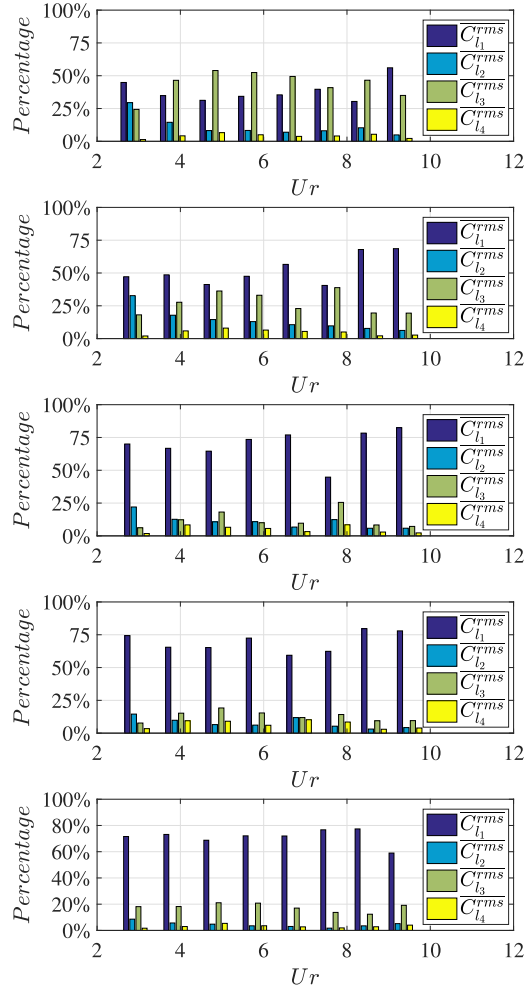 100%
75%
50%
25%
0%
Percentage
2 4 6 8 10 12
Ur
C_{l_1}^{rms}
C_{l_2}^{rms}
C_{l_3}^{rms}
C_{l_4}^{rms}
100%
75%
50%
25%
0%
Percentage
2 4 6 8 10 12
Ur
C_{l_1}^{rms}
C_{l_2}^{rms}
C_{l_3}^{rms}
C_{l_4}^{rms}
100%
75
50%
25%
0%
Percentage
2 4 6 8 10 12
Ur
C_{l_1}^{rms}
C_{l_2}^{rms}
C_{l_3}^{rms}
C_{l_4}^{rms}
100%
75
50%
25%
0%
Percentage
2 4 6 8 10 12
Ur
C_{l_1}^{rms}
C_{l_2}^{rms}
C_{l_3}^{rms}
C_{l_4}^{rms}
100%
80%
60%
40%
20%
0%
Percentage
2 4 6 8 10 12
Ur
C_{l_1}^{rms}
C_{l_2}^{rms}
C_{l_3}^{rms}
C_{l_4}^{rms}